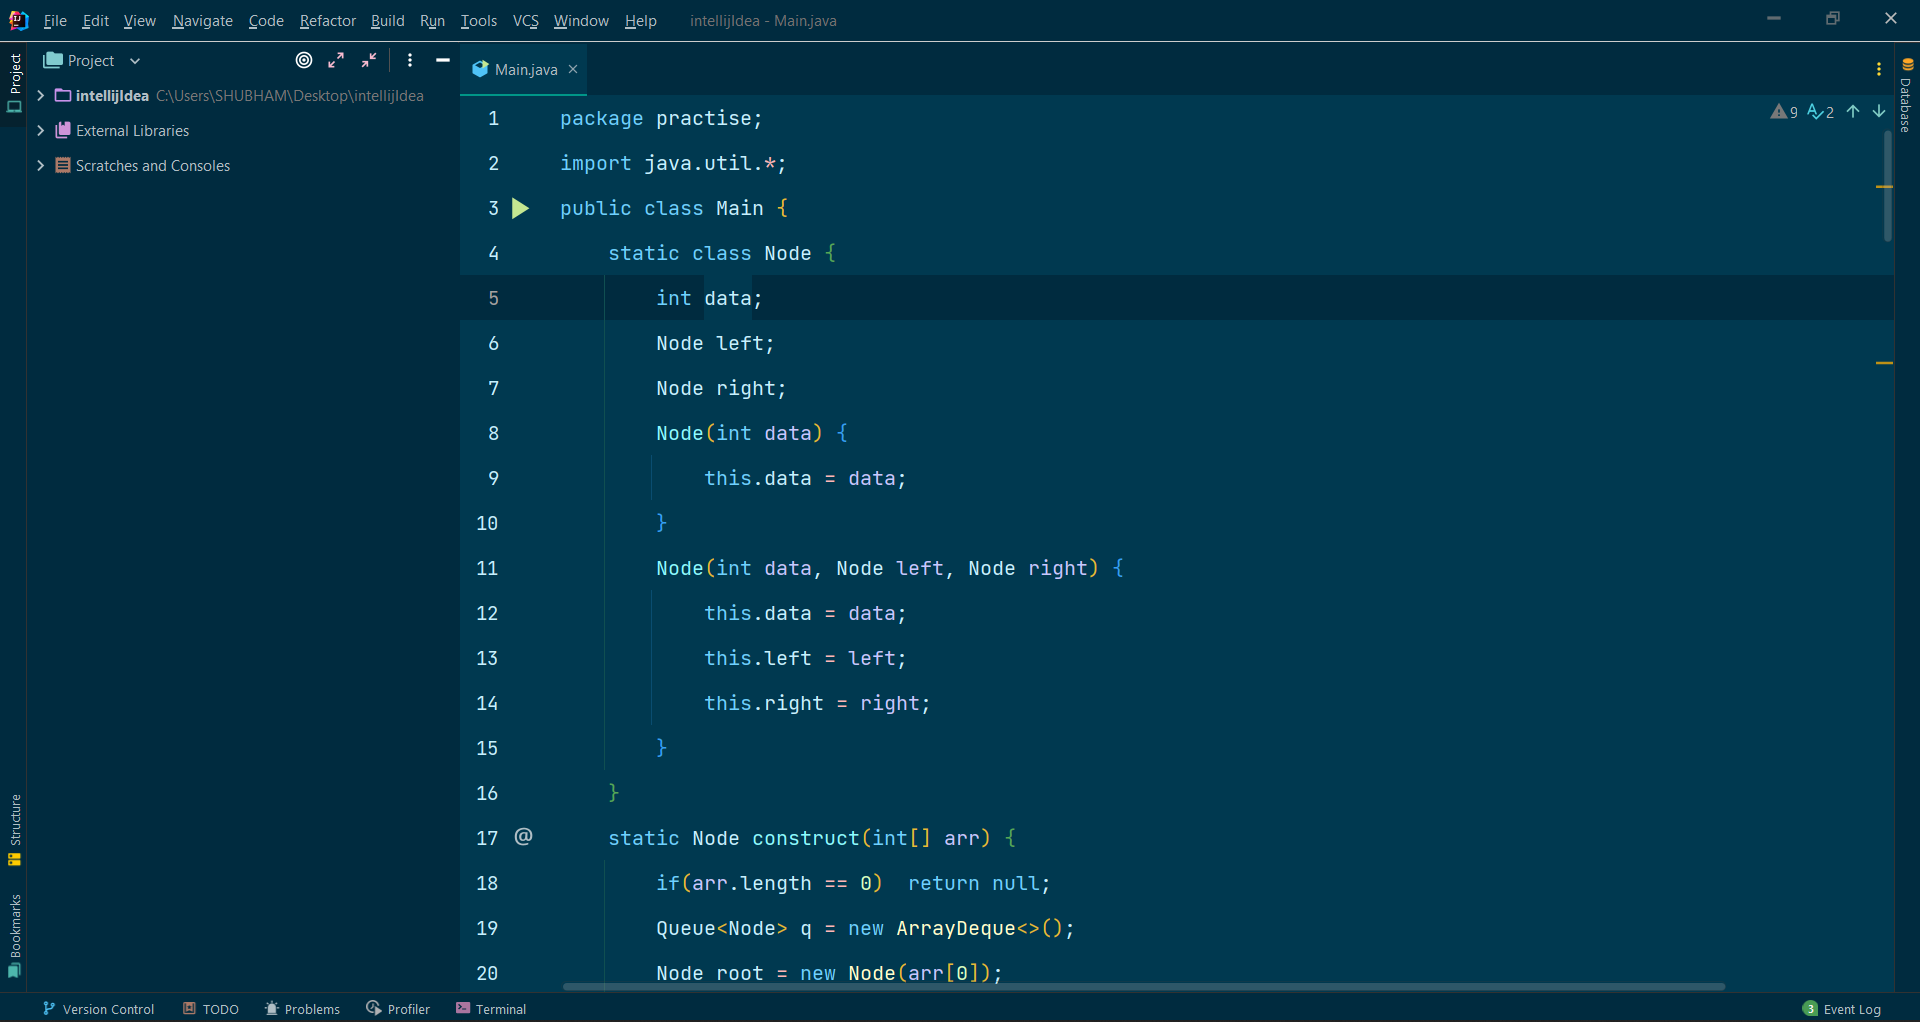 File Edit View Navigate Code Refactor Build Run Tools VCS Window Help intellijIdea - Main.java
Project
Project
intellijIdea C:\Users\SHUBHAM\Desktop\intellijIdea
External Libraries
Scratches and Consoles
Structure
Bookmarks
Main.java
9 2
Database
1 package practise;
2 import java.util.*;
3 public class Main {
4 static class Node {
5 int data;
6 Node left;
7 Node right;
8 Node(int data) {
9 this.data = data;
10 }
11 Node(int data, Node left, Node right) {
12 this.data = data;
13 this.left = left;
14 this.right = right;
15 }
16 }
17 @ static Node construct(int[] arr) {
18 if(arr.length == 0)  return null;
19 Queue<Node> q = new ArrayDeque<>();
20 Node root = new Node(arr[0]);
Version Control TODO Problems Profiler Terminal 3 Event Log